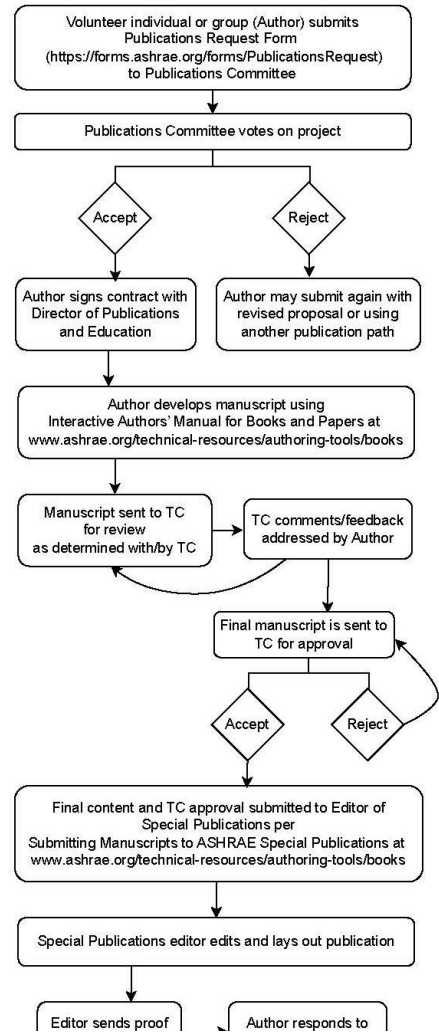 Volunteer individual or group (Author) submits
Publications Request Form
(https://forms.ashrae.org/forms/PublicationsRequest)
to Publications Committee
Publications Committee votes on project
Accept
Reject
Author signs contract with
Director of Publications
and Education
Author may submit again with
revised proposal or using
another publication path
Author develops manuscript using
Interactive Authors' Manual for Books and Papers at
www.ashrae.org/technical-resources/authoring-tools/books
Manuscript sent to TC
for review
as determined with/by TC
TC comments/feedback
addressed by Author
Final manuscript is sent to
TC for approval
Accept
Reject
Final content and TC approval submitted to Editor of
Special Publications per
Submitting Manuscripts to ASHRAE Special Publications at
www.ashrae.org/technical-resources/authoring-tools/books
Special Publications editor edits and lays out publication
Editor sends proof
Author responds to